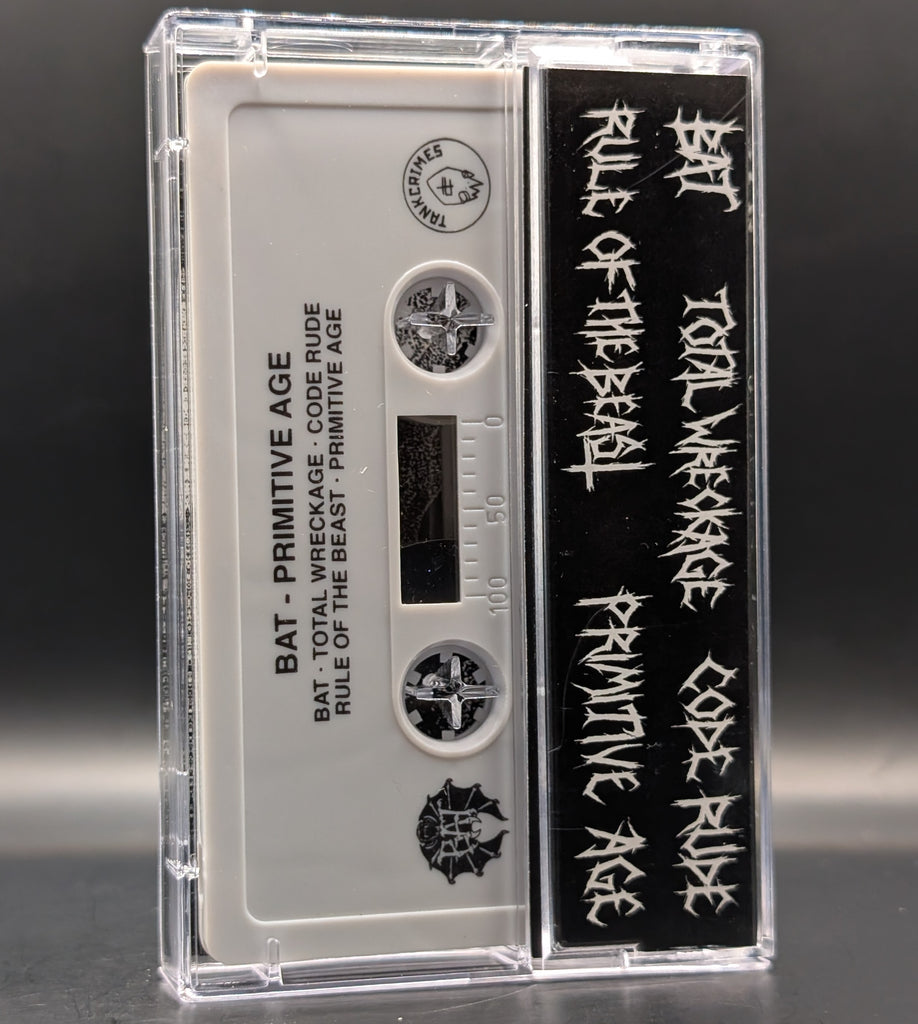 TANKCRIMES
BAT - PRIMITIVE AGE
BAT · TOTAL WRECKAGE · CODE RUDE
RULE OF THE BEAST · PRIMITIVE AGE
0
50
100
BAT
BAT TOTAL WRECKAGE CODE RUDE
RULE OF THE BEAST PRIMITIVE AGE